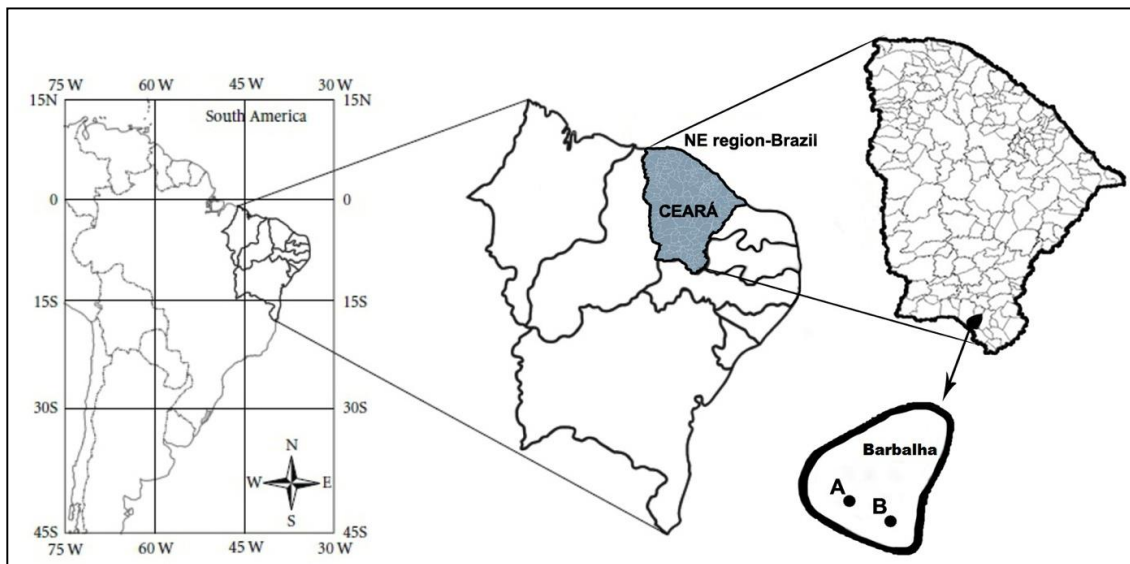 75 W 60 W 45 W 30 W
15N 15N
South America
0 0
15S 15S
30S 30S
N
W E
S
45S 45S
75 W 60 W 45 W 30 W
NE region-Brazil
CEARÁ
Barbalha
A
B